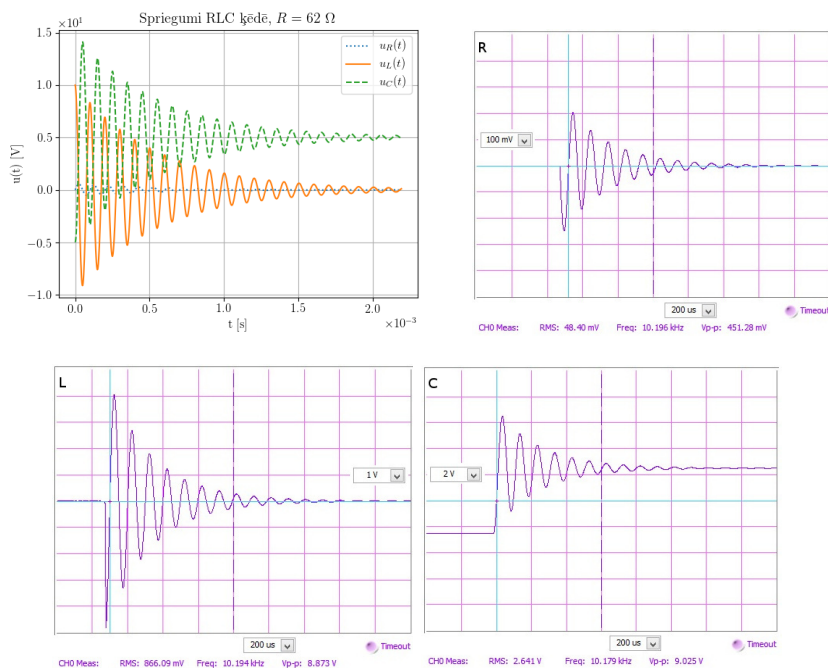 Spriegumi RLC ķēdē, R = 62 Ω
×10¹
1.5
1.0
0.5
0.0
−0.5
−1.0
u(t) [V]
u_R(t)
u_L(t)
u_C(t)
0.0 0.5 1.0 1.5 2.0
t [s]
×10⁻³
R
100 mV
200 us
Timeout
CH0 Meas: RMS: 48.40 mV Freq: 10.196 kHz Vp-p: 451.28 mV
L
1 V
200 us
Timeout
CH0 Meas: RMS: 866.09 mV Freq: 10.194 kHz Vp-p: 8.873 V
C
2 V
200 us
Timeout
CH0 Meas: RMS: 2.641 V Freq: 10.179 kHz Vp-p: 9.025 V